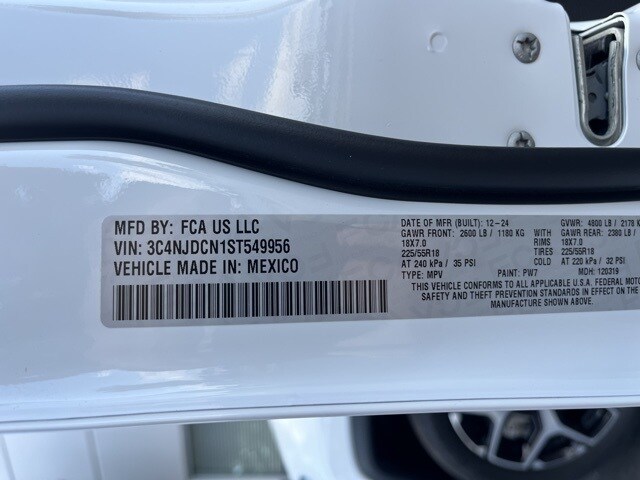 MFD BY: FCA US LLC
VIN: 3C4NJDCN1ST549956
VEHICLE MADE IN: MEXICO
DATE OF MFR (BUILT): 12-24 GVWR: 4800 LB / 2178
GAWR FRONT: 2600 LB / 1180 KG WITH GAWR REAR: 2380 LB /
18X7.0 RIMS 18X7.0
225/55R18 TIRES 225/55R18
AT 240 kPa / 35 PSI COLD AT 220 kPa / 32 PSI
TYPE: MPV PAINT: PW7 MDH: 120319
THIS VEHICLE CONFORMS TO ALL APPLICABLE U.S.A. FEDERAL
SAFETY AND THEFT PREVENTION STANDARDS IN EFFECT
MANUFACTURE SHOWN ABOVE.